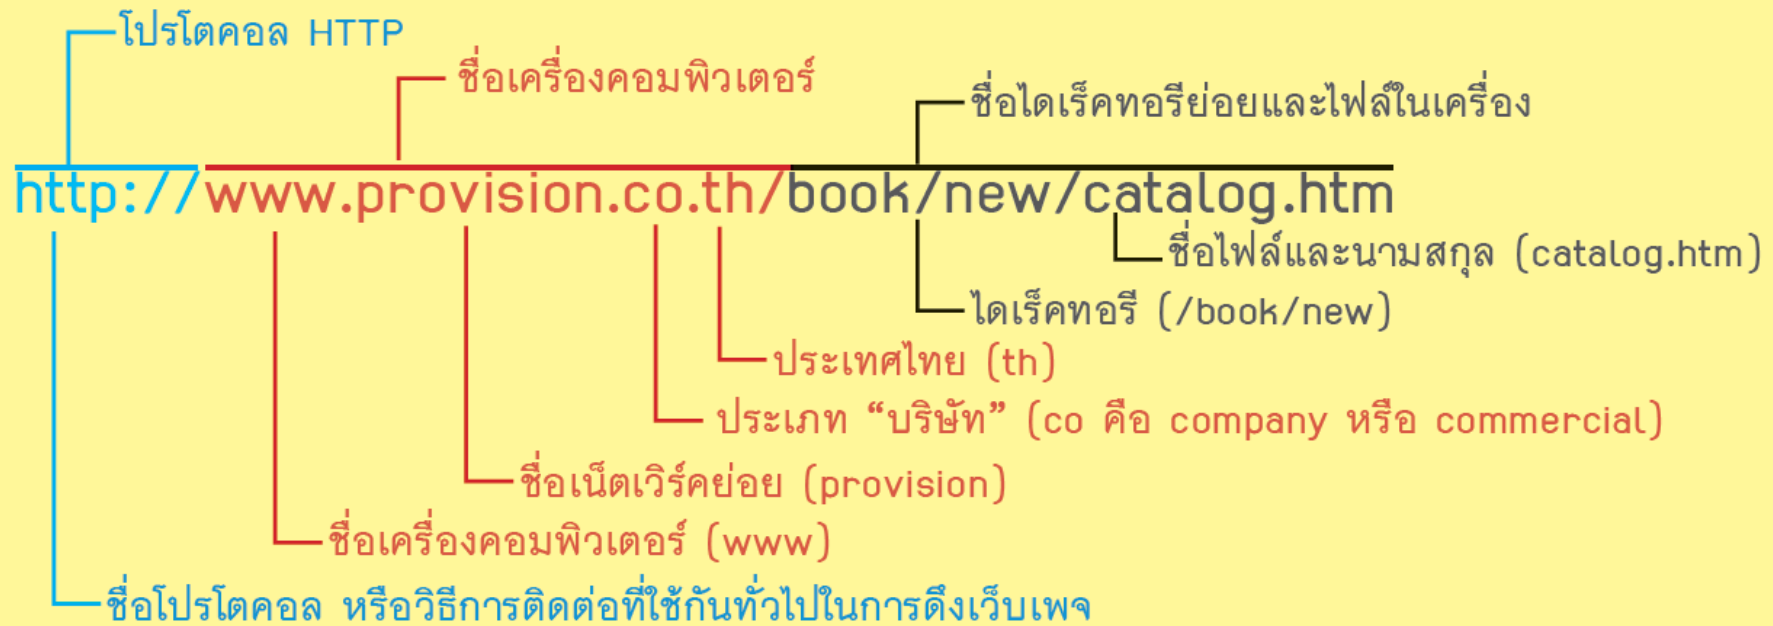 โปรโตคอล HTTP
ชื่อเครื่องคอมพิวเตอร์
ชื่อไดเร็คทอรีย่อยและไฟล์ในเครื่อง
http://www.provision.co.th/book/new/catalog.htm
ชื่อไฟล์และนามสกุล (catalog.htm)
ไดเร็คทอรี (/book/new)
ประเทศไทย (th)
ประเภท “บริษัท” (co คือ company หรือ commercial)
ชื่อเน็ตเวิร์คย่อย (provision)
ชื่อเครื่องคอมพิวเตอร์ (www)
ชื่อโปรโตคอล หรือวิธีการติดต่อที่ใช้กันทั่วไปในการดึงเว็บเพจ